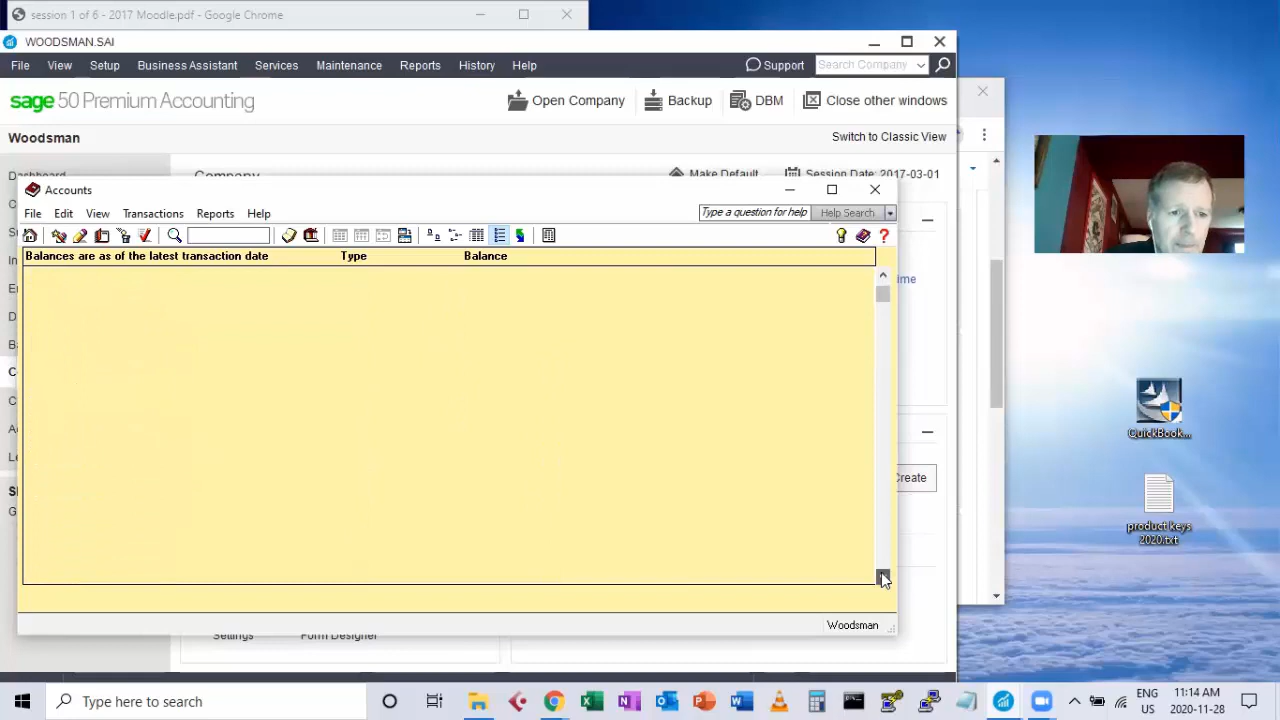 session 1 of 6 - 2017 Moodle.pdf - Google Chrome
WOODSMAN.SAI
File View Setup Business Assistant Services Maintenance Reports History Help Support Search Company
sage 50 Premium Accounting Open Company Backup DBM Close other windows
Woodsman Switch to Classic View
Dashboard Company Make Default Session Date: 2017-03-01
Accounts
File Edit View Transactions Reports Help Type a question for help Help Search
Balances are as of the latest transaction date Type Balance
Create
Woodsman
Settings Form Designer
QuickBook...
product keys
2020.txt
Type here to search
ENG 11:14 AM
US 2020-11-28